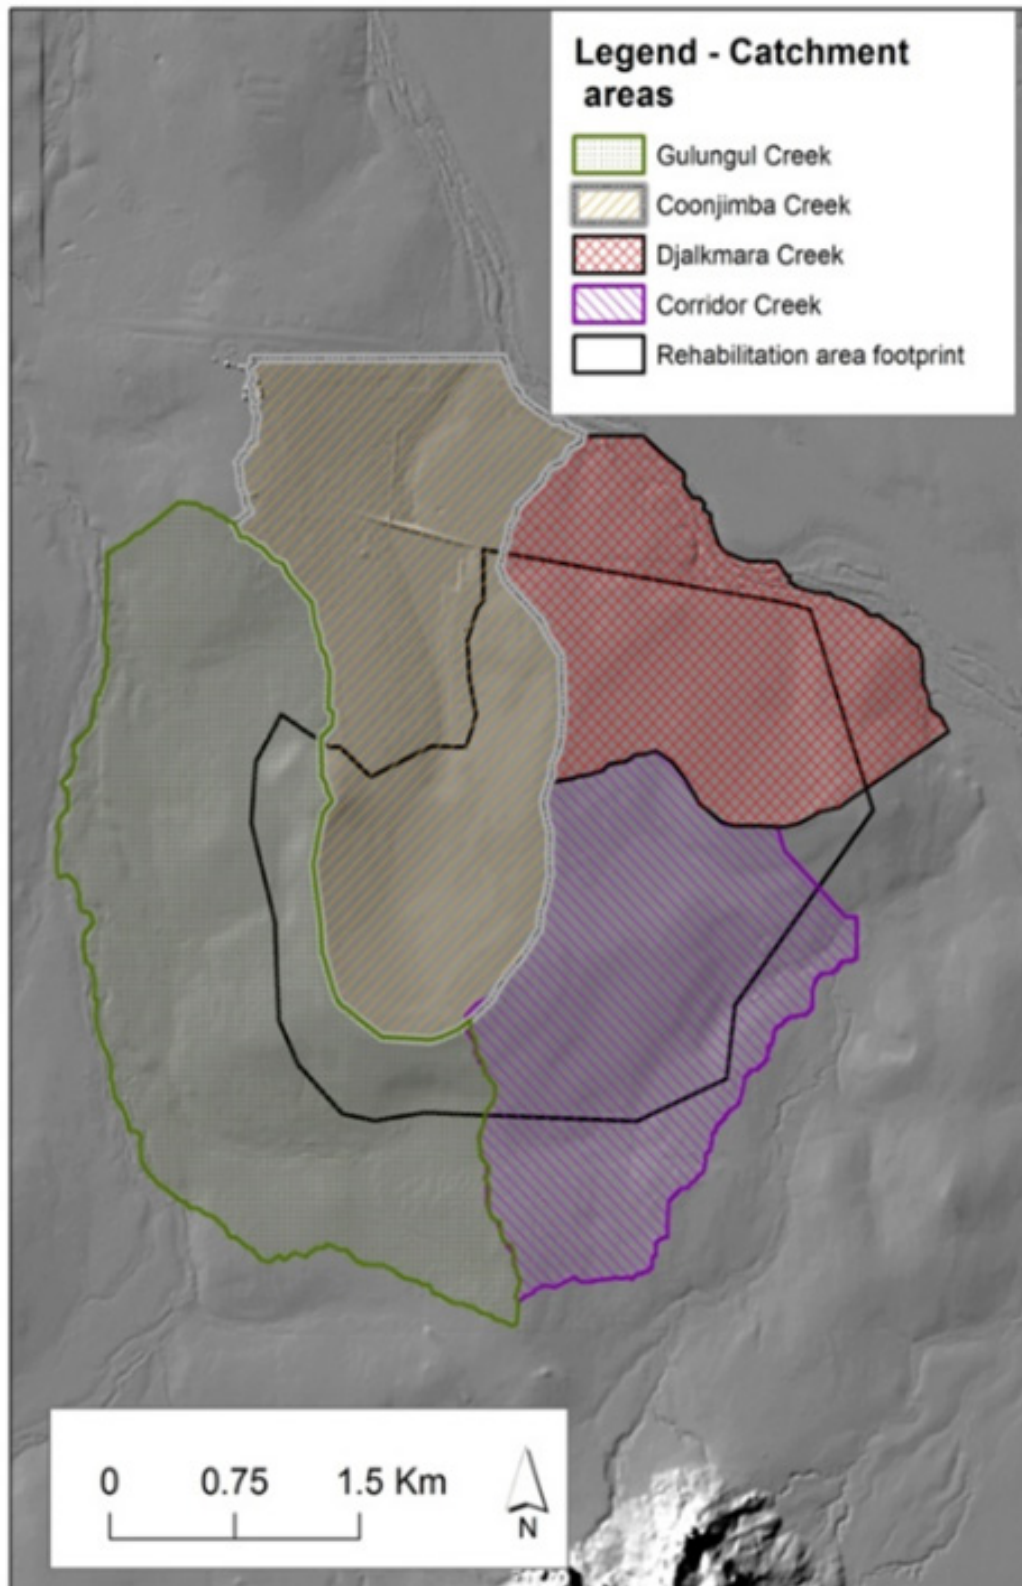 Legend - Catchment
areas
Gulungul Creek
Coonjimba Creek
Djalkmara Creek
Corridor Creek
Rehabilitation area footprint
0 0.75 1.5 Km
N